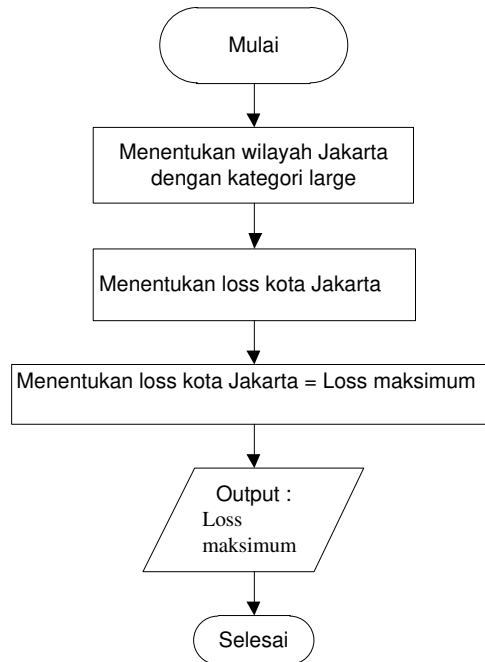 Mulai
Menentukan wilayah Jakarta
dengan kategori large
Menentukan loss kota Jakarta
Menentukan loss kota Jakarta = Loss maksimum
Output :
Loss
maksimum
Selesai